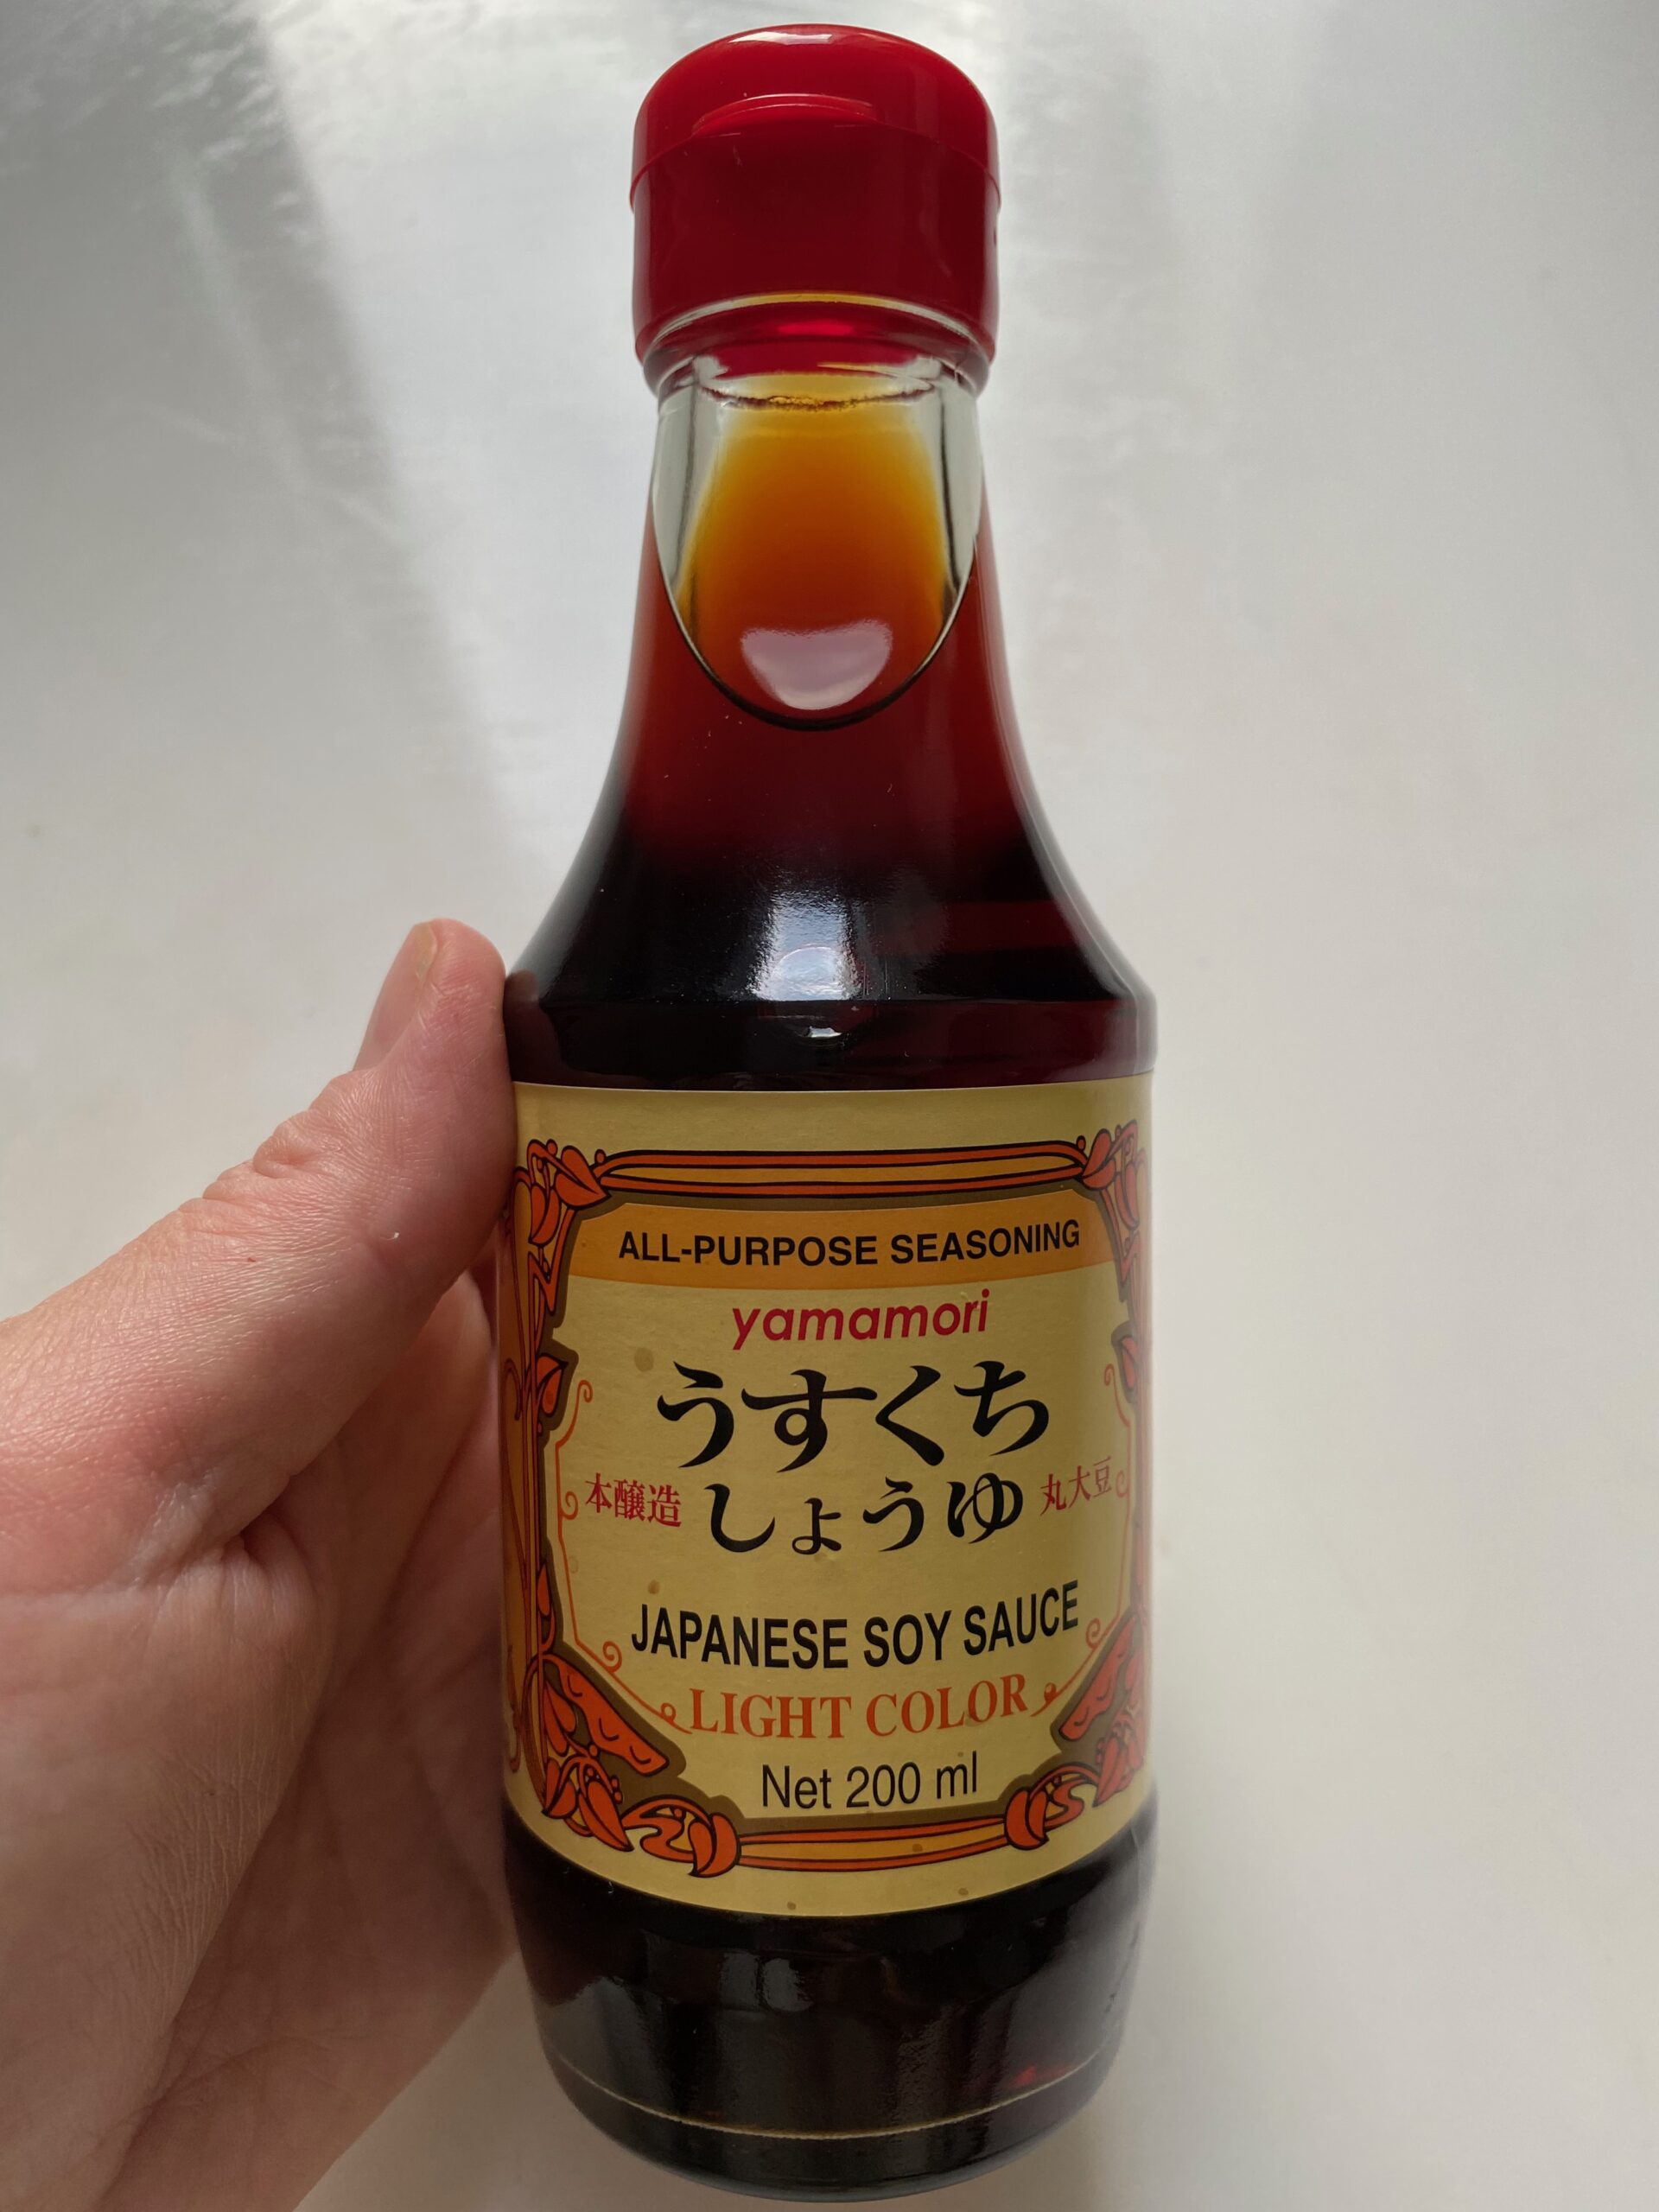 ALL-PURPOSE SEASONING
yamamori
うすくち
本醸造 しょうゆ 丸大豆
JAPANESE SOY SAUCE
LIGHT COLOR
Net 200 ml